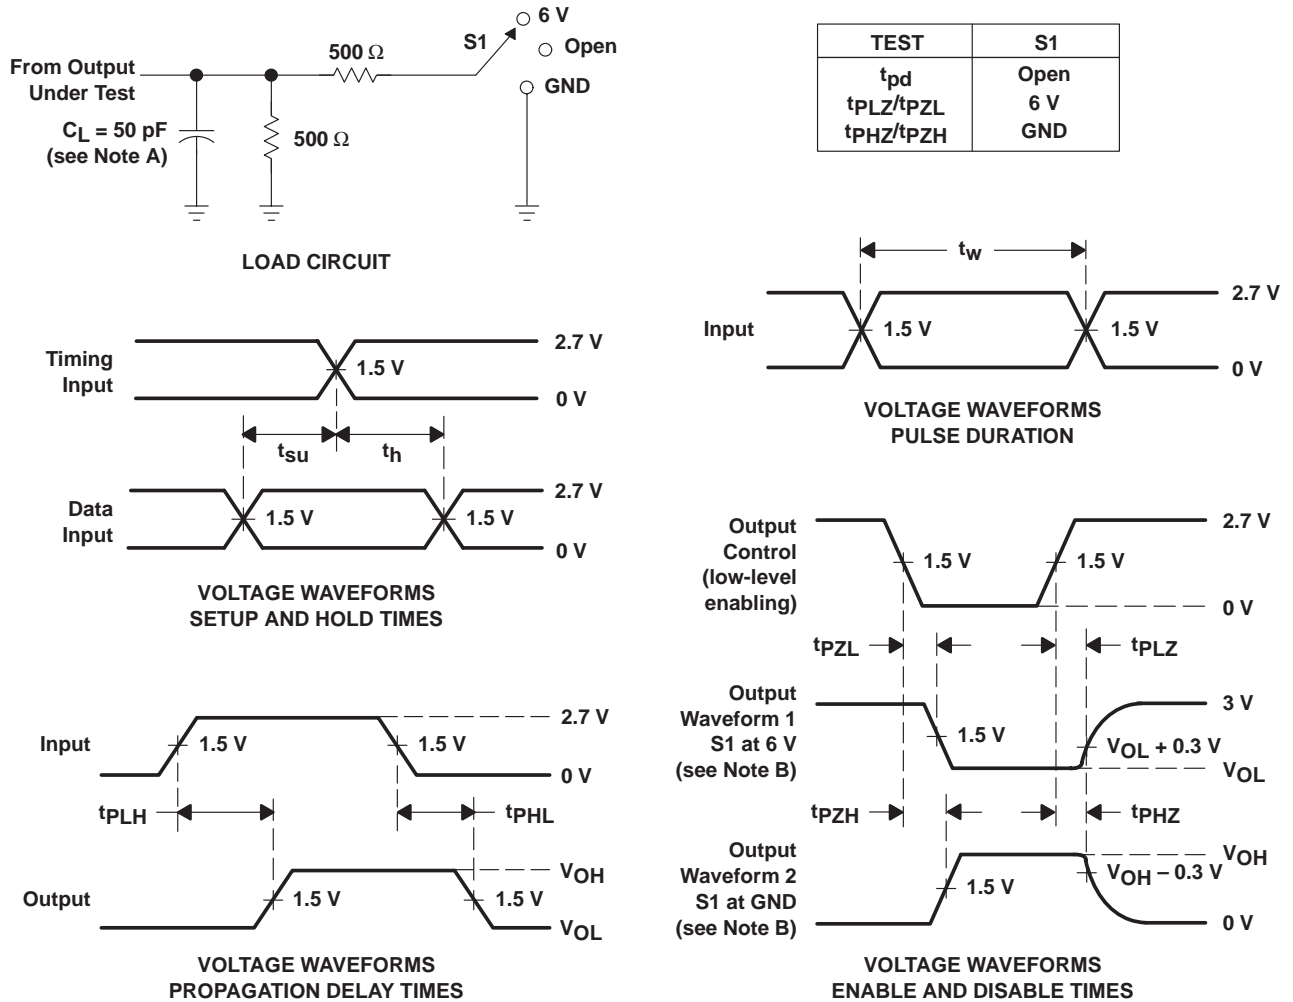 6 V
S1
Open
500 Ω
GND
From Output
Under Test
CL = 50 pF
(see Note A)
500 Ω
LOAD CIRCUIT
TEST S1
tpd Open
tPLZ/tPZL 6 V
tPHZ/tPZH GND
tw
2.7 V
Input 1.5 V 1.5 V
0 V
VOLTAGE WAVEFORMS
PULSE DURATION
Timing
Input
2.7 V
1.5 V
0 V
tsu th
Data
Input
2.7 V
1.5 V 1.5 V
0 V
VOLTAGE WAVEFORMS
SETUP AND HOLD TIMES
Input
2.7 V
1.5 V 1.5 V
0 V
tPLH tPHL
Output
VOH
1.5 V 1.5 V
VOL
VOLTAGE WAVEFORMS
PROPAGATION DELAY TIMES
Output
Control
(low-level
enabling)
2.7 V
1.5 V 1.5 V
0 V
tPZL tPLZ
Output
Waveform 1
S1 at 6 V
(see Note B)
3 V
1.5 V
VOL + 0.3 V
VOL
tPZH tPHZ
Output
Waveform 2
S1 at GND
(see Note B)
VOH
1.5 V
VOH − 0.3 V
0 V
VOLTAGE WAVEFORMS
ENABLE AND DISABLE TIMES